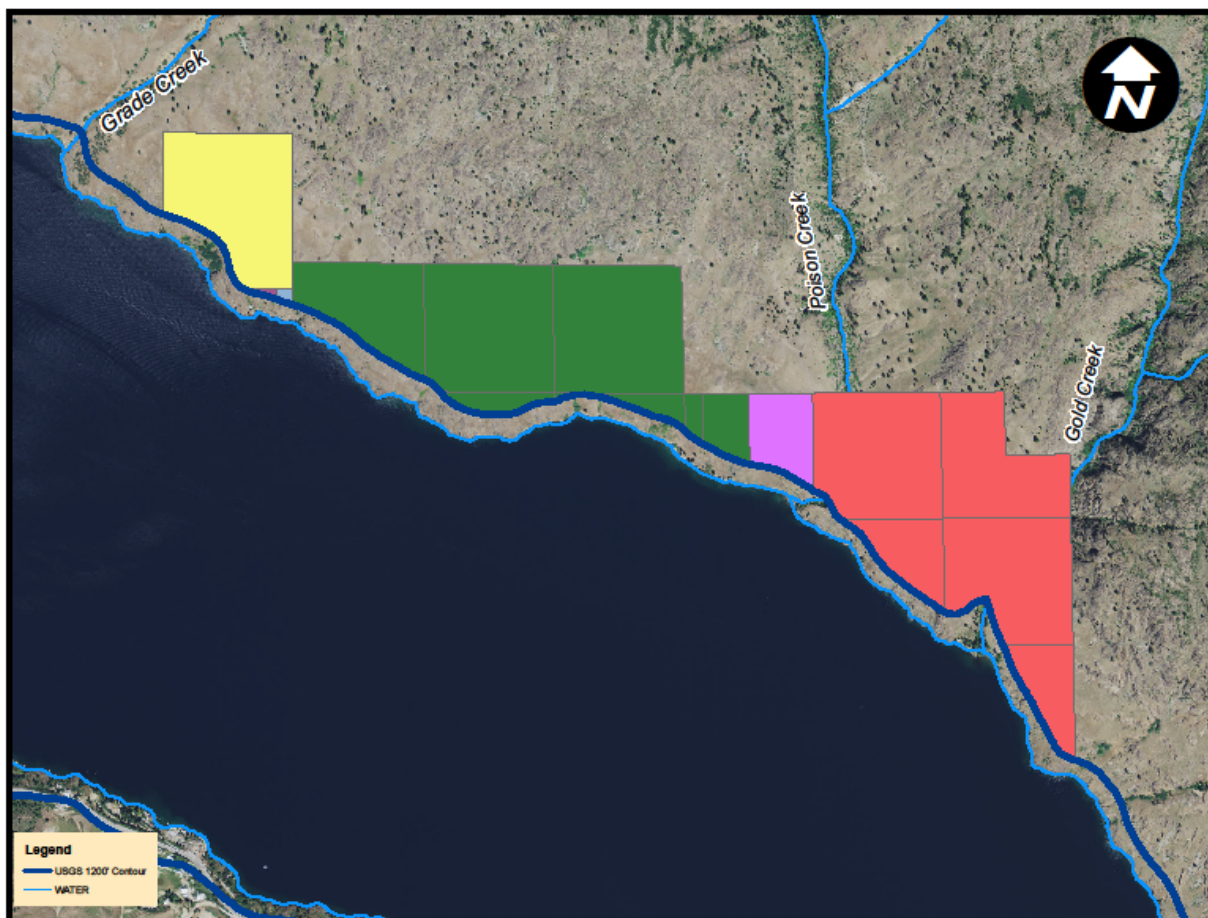 Grade Creek
N
Poison Creek
Gold Creek
Legend
USGS 1200' Contour
WATER